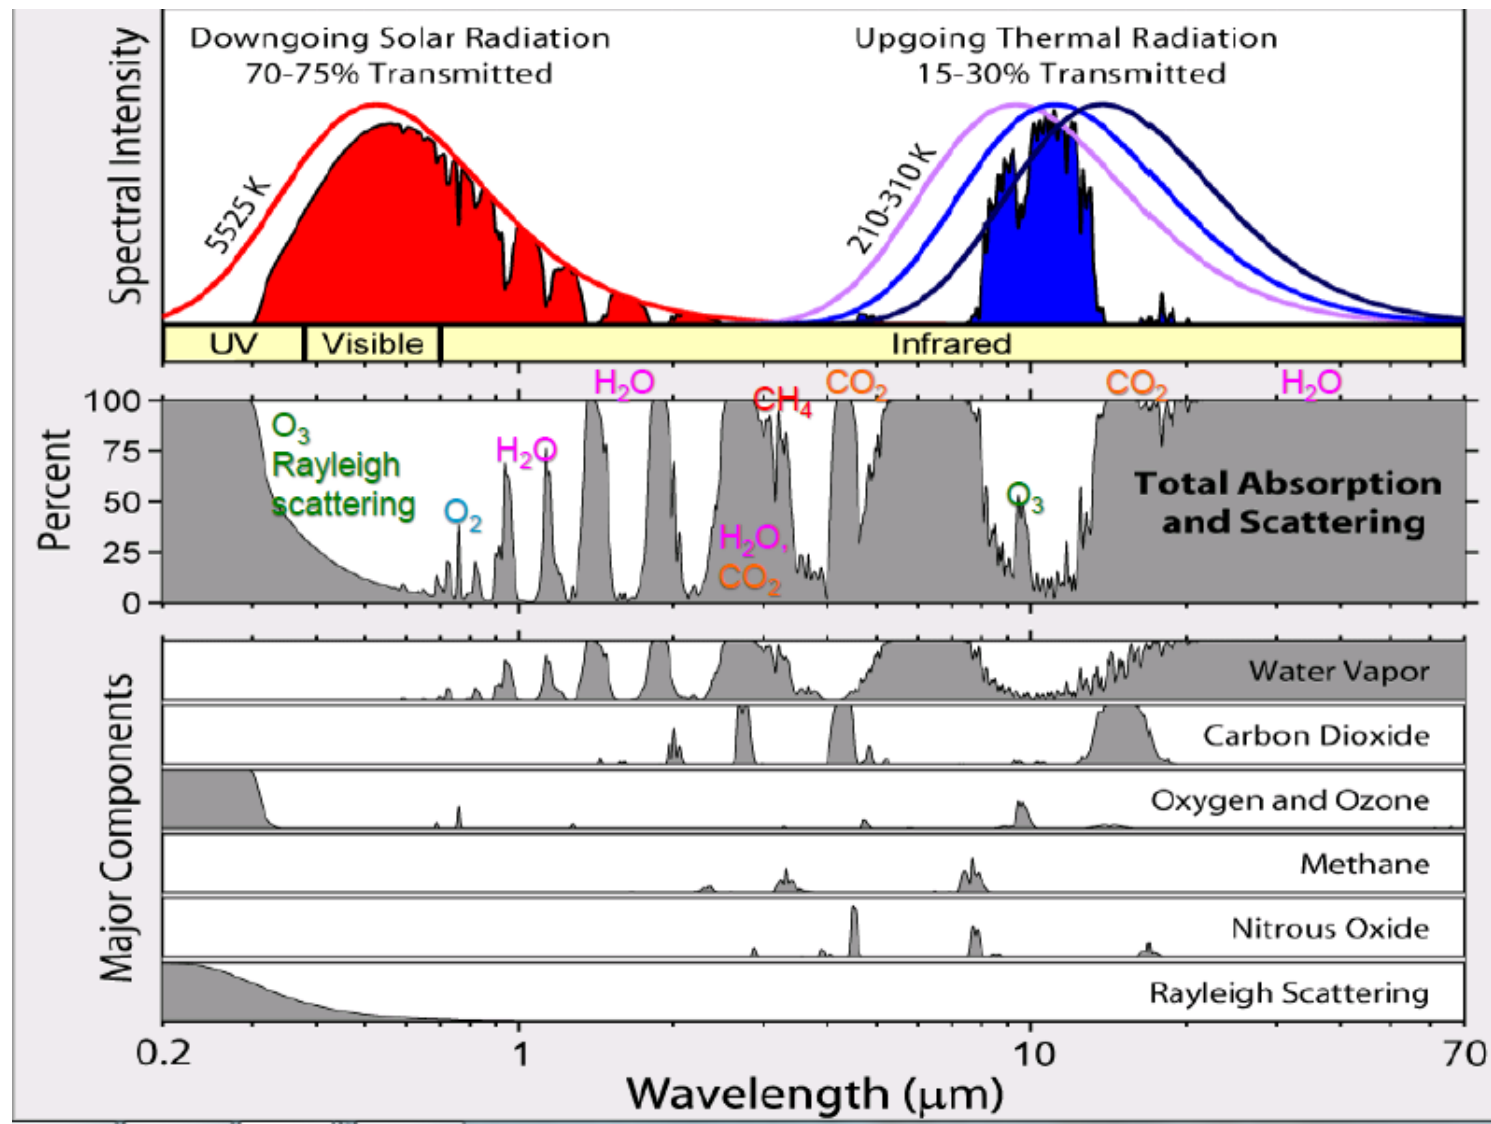 Downgoing Solar Radiation
70-75% Transmitted
Upgoing Thermal Radiation
15-30% Transmitted
Spectral Intensity
5525 K
210-310 K
UV
Visible
Infrared
H₂O
CH₄
CO₂
CO₂
H₂O
Percent
100
75
50
25
0
O₃
Rayleigh
scattering
O₂
H₂O
H₂O,
CO₂
O₃
Total Absorption
and Scattering
Major Components
Water Vapor
Carbon Dioxide
Oxygen and Ozone
Methane
Nitrous Oxide
Rayleigh Scattering
0.2
1
10
70
Wavelength (μm)